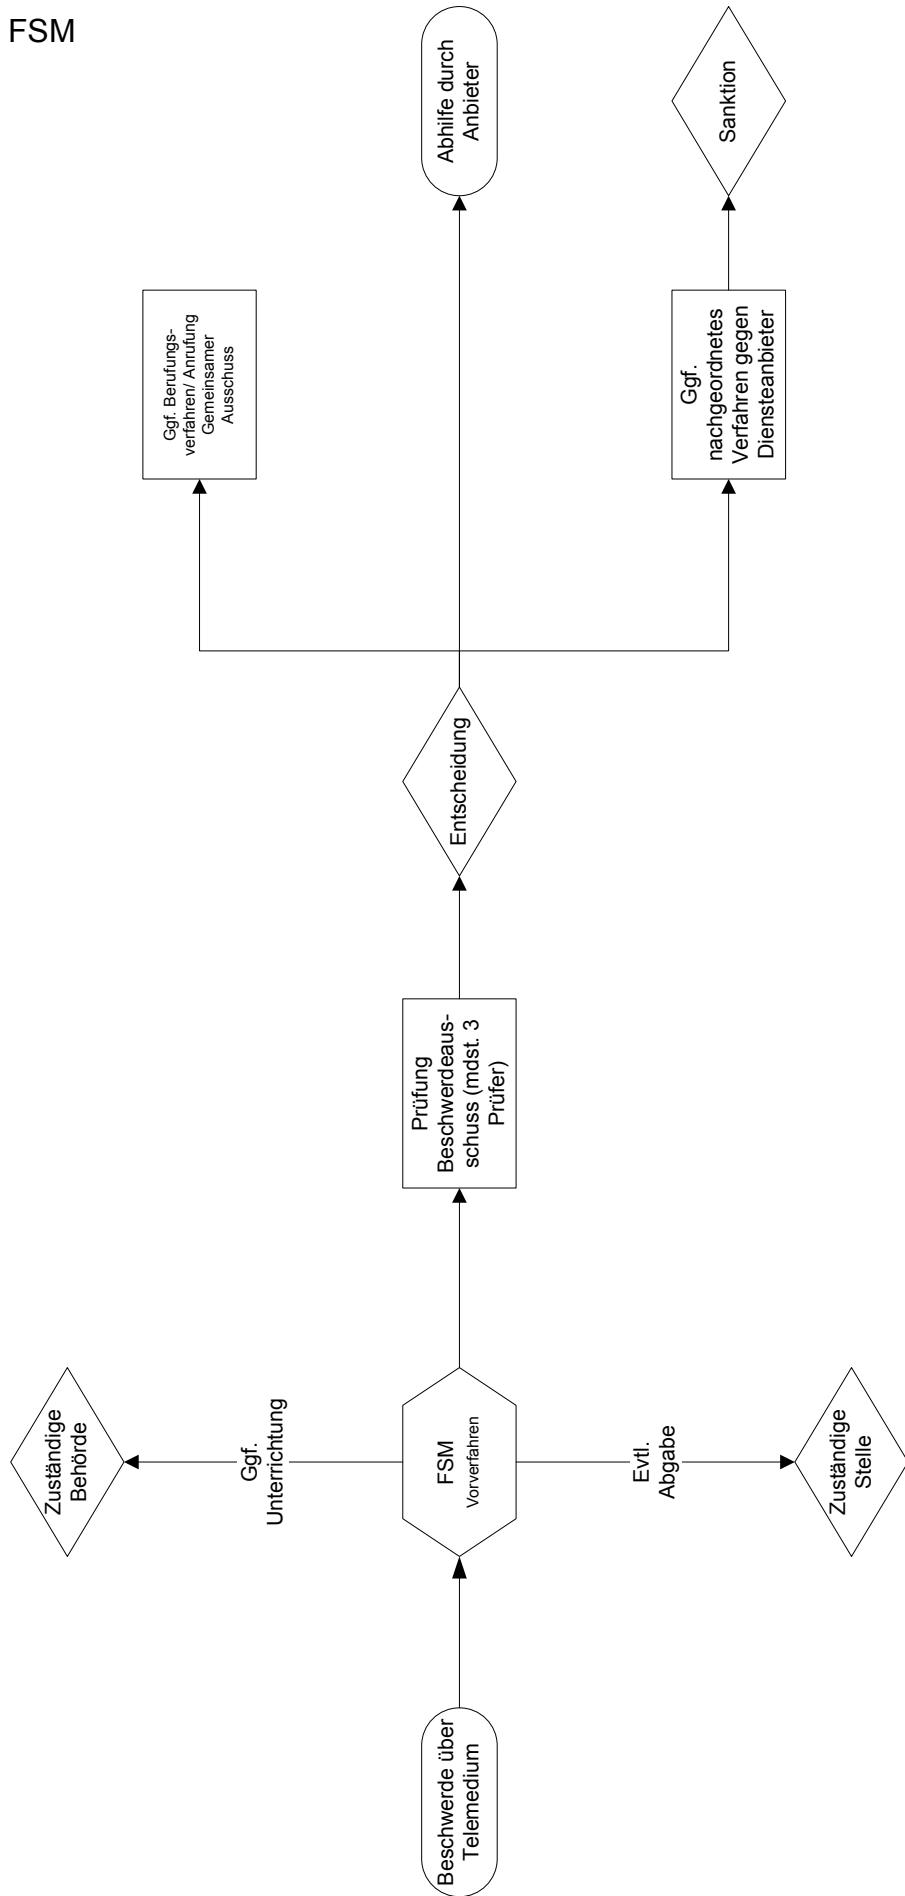 FSM
Beschwerde über
Telemedium
FSM
Vorverfahren
Ggf.
Unterrichtung
Zuständige
Behörde
Evtl.
Abgabe
Zuständige
Stelle
Prüfung
Beschwerdeaus-
schuss (mdst. 3
Prüfer)
Entscheidung
Ggf. Berufungs-
verfahren/ Anrufung
Gemeinsamer
Ausschuss
Abhilfe durch
Anbieter
Ggf.
nachgeordnetes
Verfahren gegen
Diensteanbieter
Sanktion